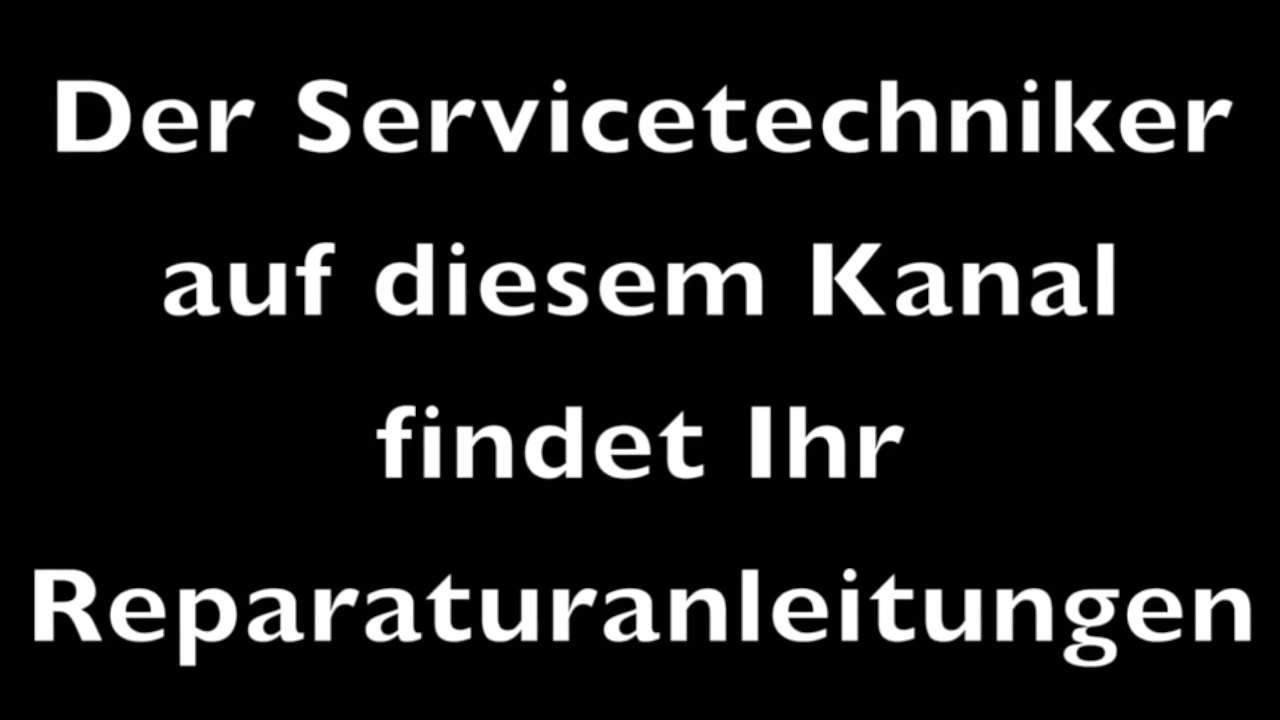 Der Servicetechniker
auf diesem Kanal
findet Ihr
Reparaturanleitungen